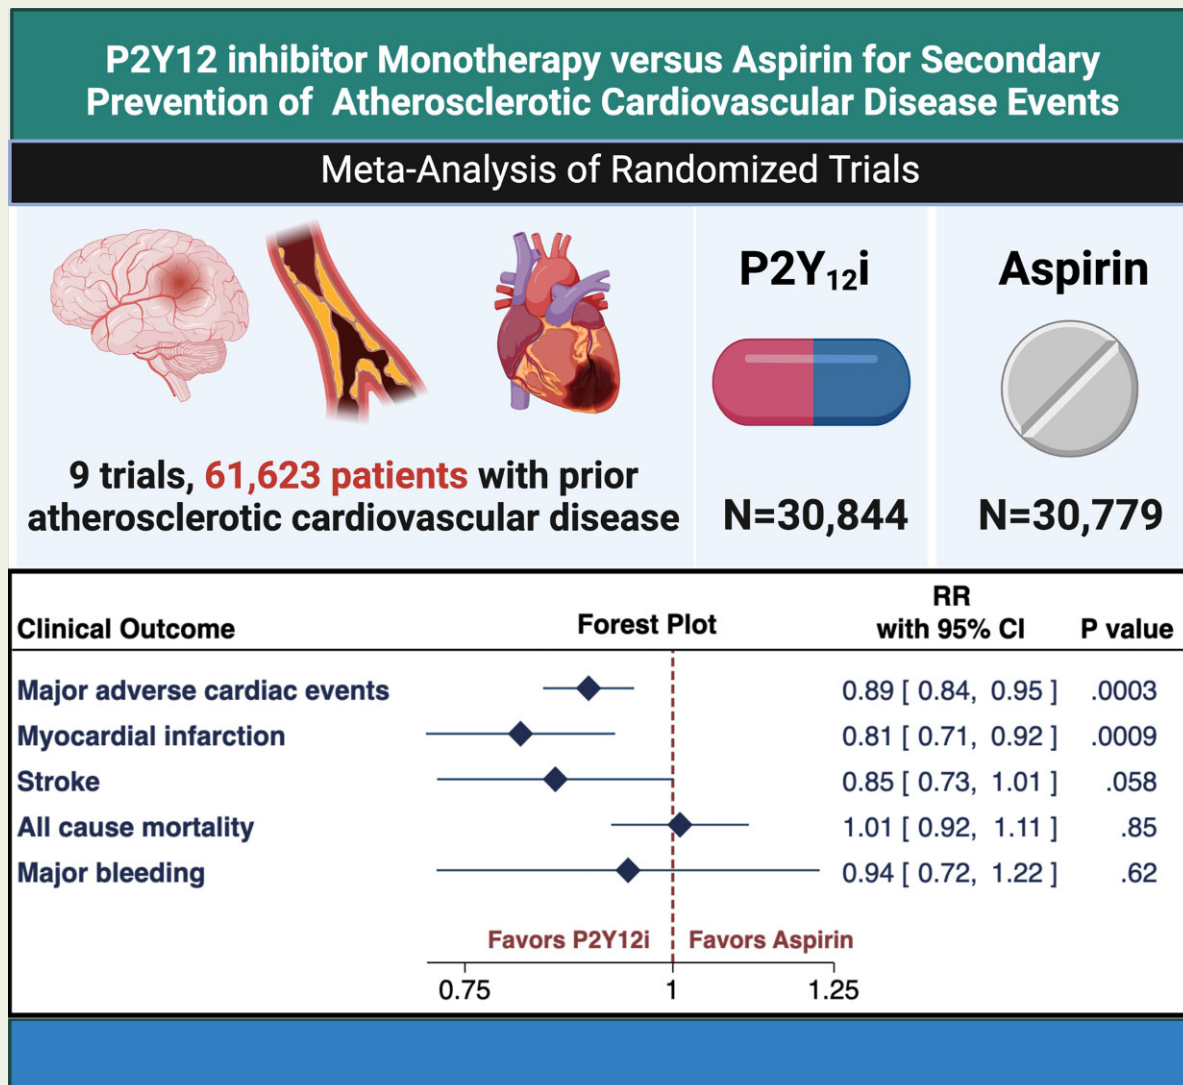 P2Y12 inhibitor Monotherapy versus Aspirin for Secondary
Prevention of Atherosclerotic Cardiovascular Disease Events
Meta-Analysis of Randomized Trials
9 trials, 61,623 patients with prior
atherosclerotic cardiovascular disease
P2Y₁₂i
N=30,844
Aspirin
N=30,779
Clinical Outcome Forest Plot RR with 95% CI P value
Major adverse cardiac events 0.89 [ 0.84, 0.95 ] .0003
Myocardial infarction 0.81 [ 0.71, 0.92 ] .0009
Stroke 0.85 [ 0.73, 1.01 ] .058
All cause mortality 1.01 [ 0.92, 1.11 ] .85
Major bleeding 0.94 [ 0.72, 1.22 ] .62
Favors P2Y12i Favors Aspirin
0.75 1 1.25